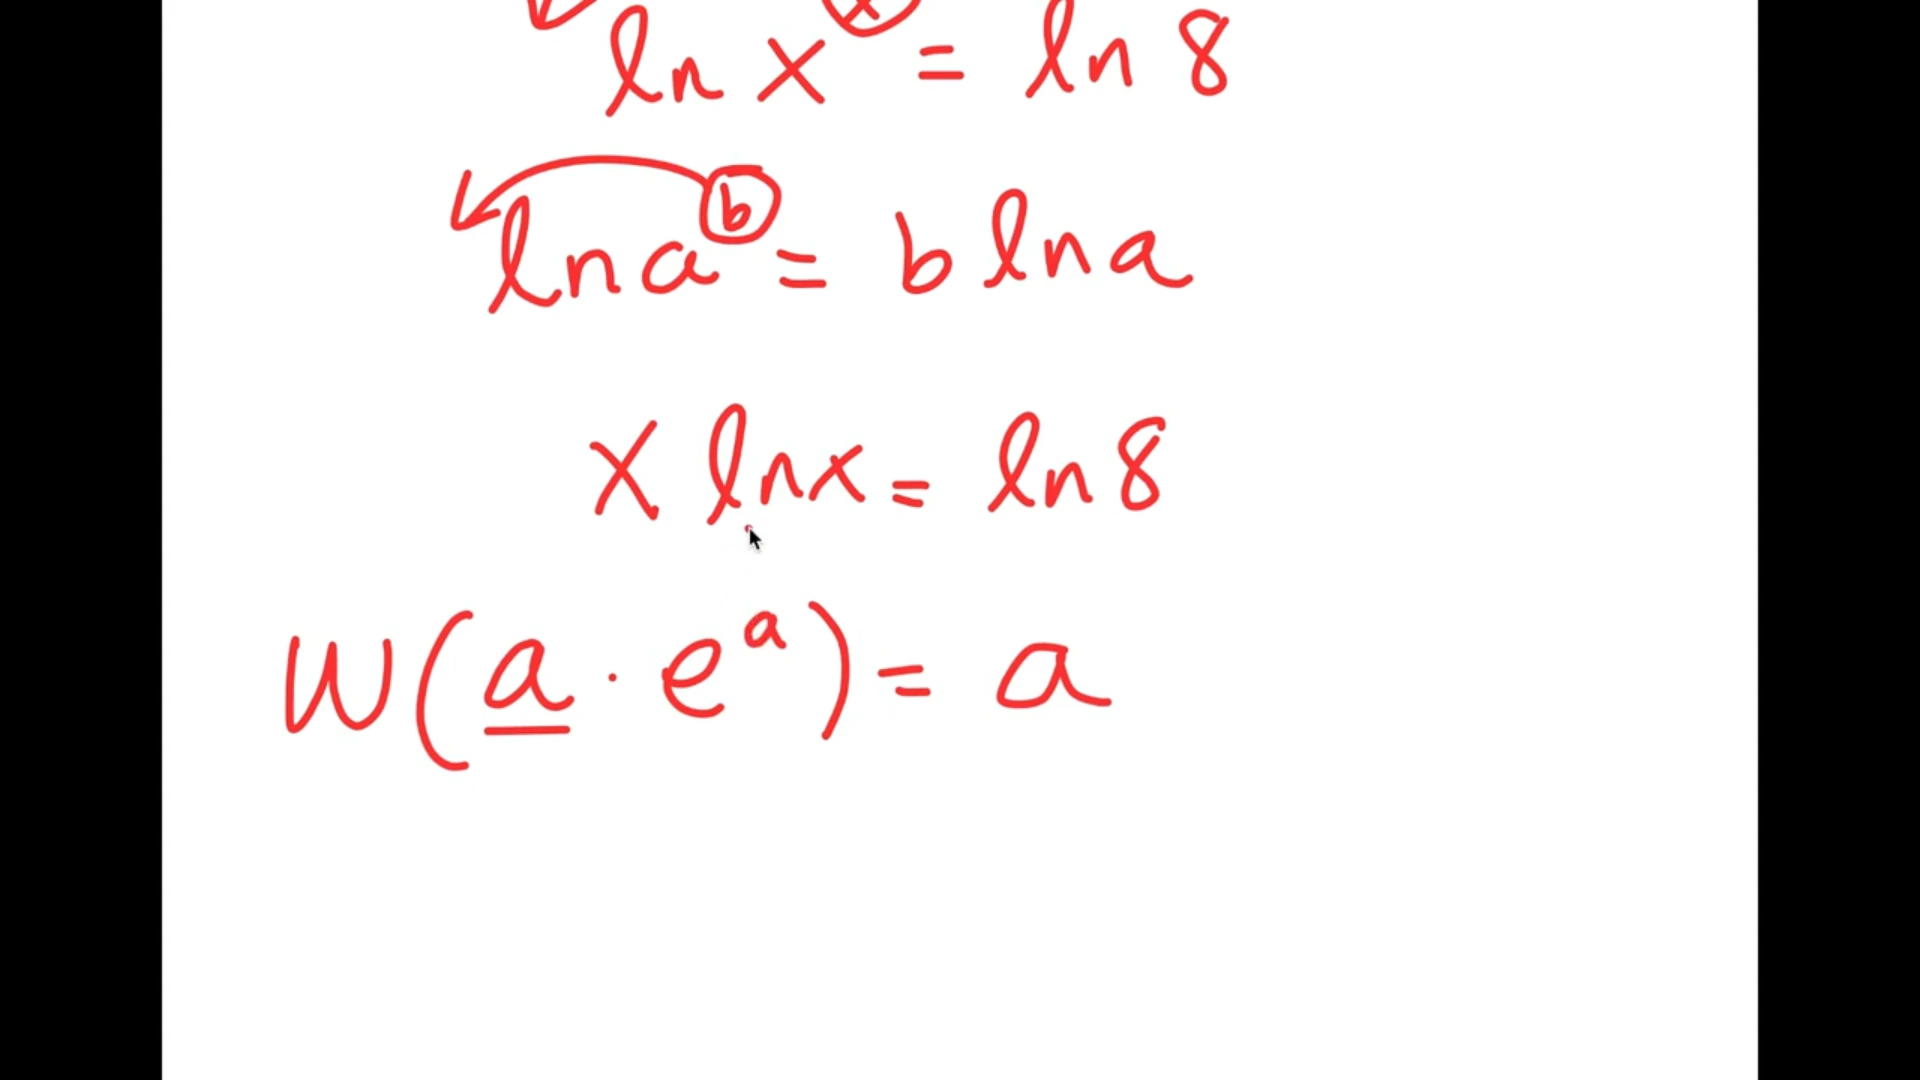 ln x^x = ln 8
ln a^b = b ln a
x ln x = ln 8
W(a · e^a) = a